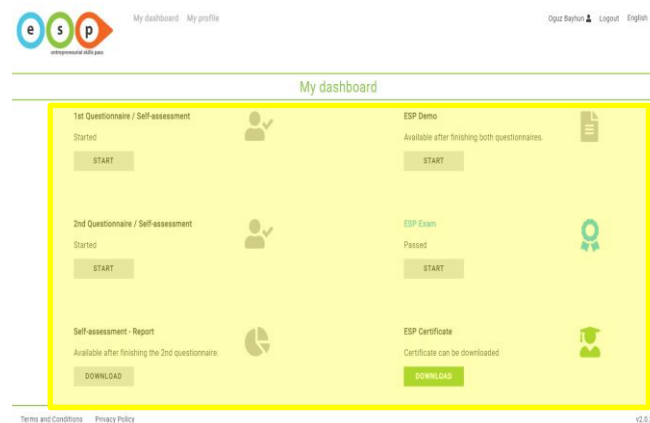 e s p
entrepreneurial skills pass
My dashboard My profile
Oguz Bayhun Logout English
My dashboard
1st Questionnaire / Self-assessment
Started
START
ESP Demo
Available after finishing both questionnaires.
START
2nd Questionnaire / Self-assessment
Started
START
ESP Exam
Passed
START
Self-assessment - Report
Available after finishing the 2nd questionnaire.
DOWNLOAD
ESP Certificate
Certificate can be downloaded
DOWNLOAD
Terms and Conditions Privacy Policy
v2.0.